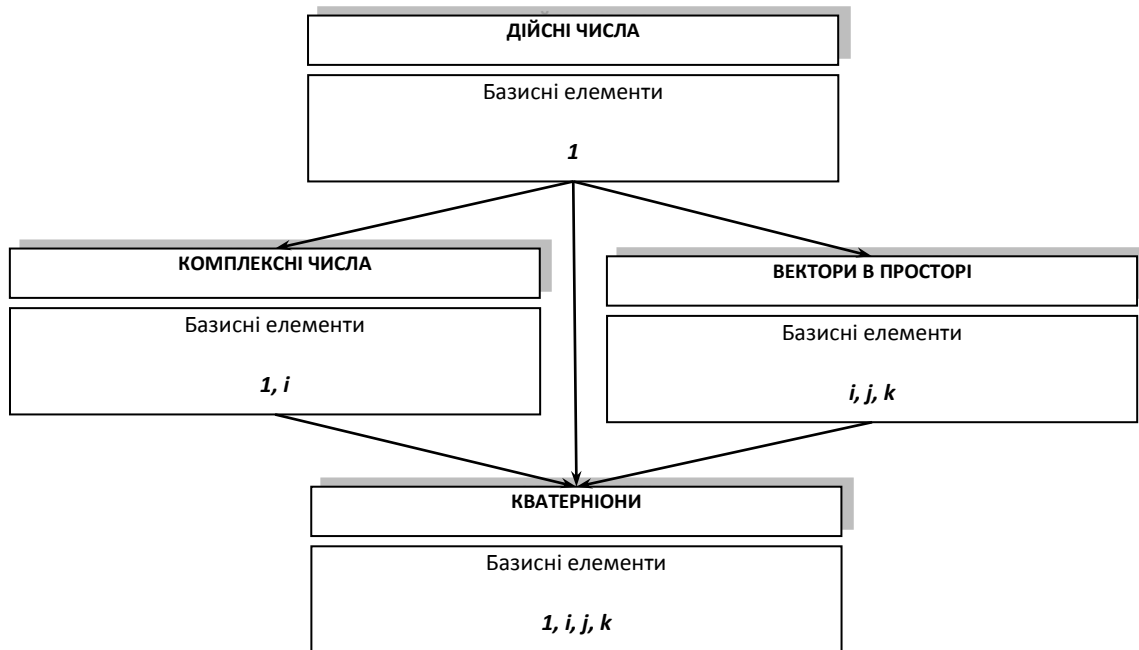 ДІЙСНІ ЧИСЛА
Базисні елементи
1
КОМПЛЕКСНІ ЧИСЛА
Базисні елементи
1, i
ВЕКТОРИ В ПРОСТОРІ
Базисні елементи
i, j, k
КВАТЕРНІОНИ
Базисні елементи
1, i, j, k